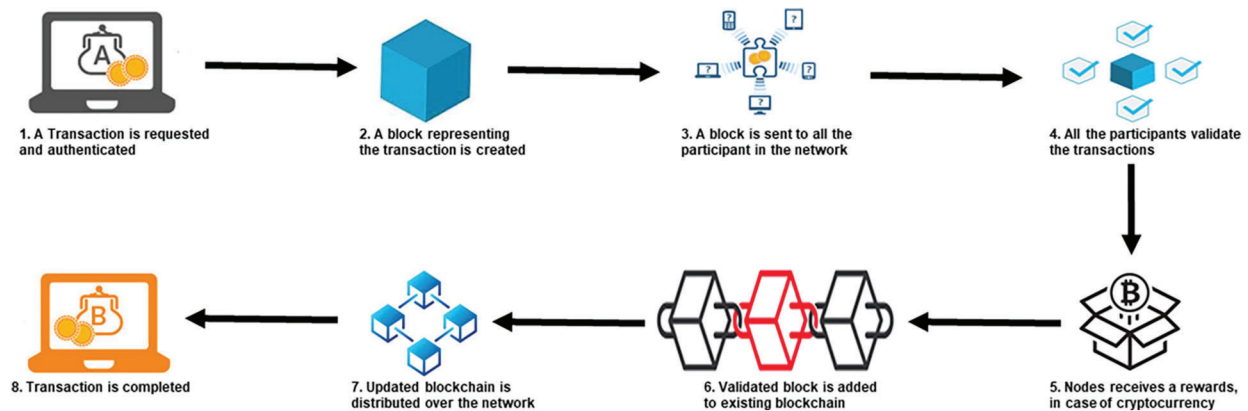 A
? ? ? ? ?
1. A Transaction is requested
and authenticated
2. A block representing
the transaction is created
3. A block is sent to all the
participant in the network
4. All the participants validate
the transactions
B
8. Transaction is completed
7. Updated blockchain is
distributed over the network
6. Validated block is added
to existing blockchain
₿
5. Nodes receives a rewards,
in case of cryptocurrency